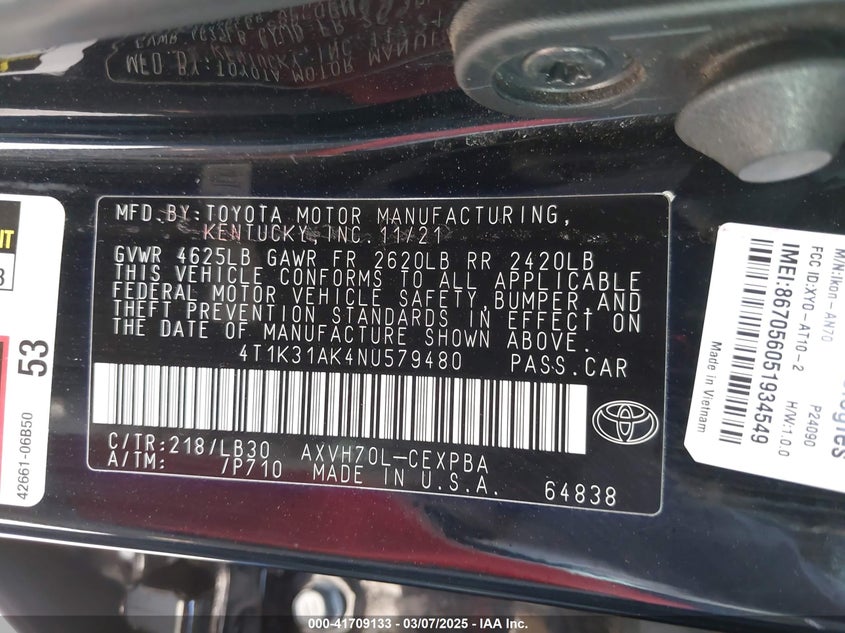 MFD. BY: TOYOTA MOTOR MANUFACTURING,
KENTUCKY, INC. 11/21
GVWR 4625LB GAWR FR 2620LB RR 2420LB
THIS VEHICLE CONFORMS TO ALL APPLICABLE
FEDERAL MOTOR VEHICLE SAFETY, BUMPER, AND
THEFT PREVENTION STANDARDS IN EFFECT ON
THE DATE OF MANUFACTURE SHOWN ABOVE.
4T1K31AK4NU579480 PASS. CAR
C/TR: 218/LB30 AXVH70L-CEXPBA
A/TM: /P710 MADE IN U.S.A.
64838
53
42661-06B50
M/N: Ikon-AN70
FCC ID: XYO-AT10-2
IMEI: 867056051934549
H/W: 1.0.0
P24090
Made in Vietnam
000-41709133 - 03/07/2025 - IAA Inc.